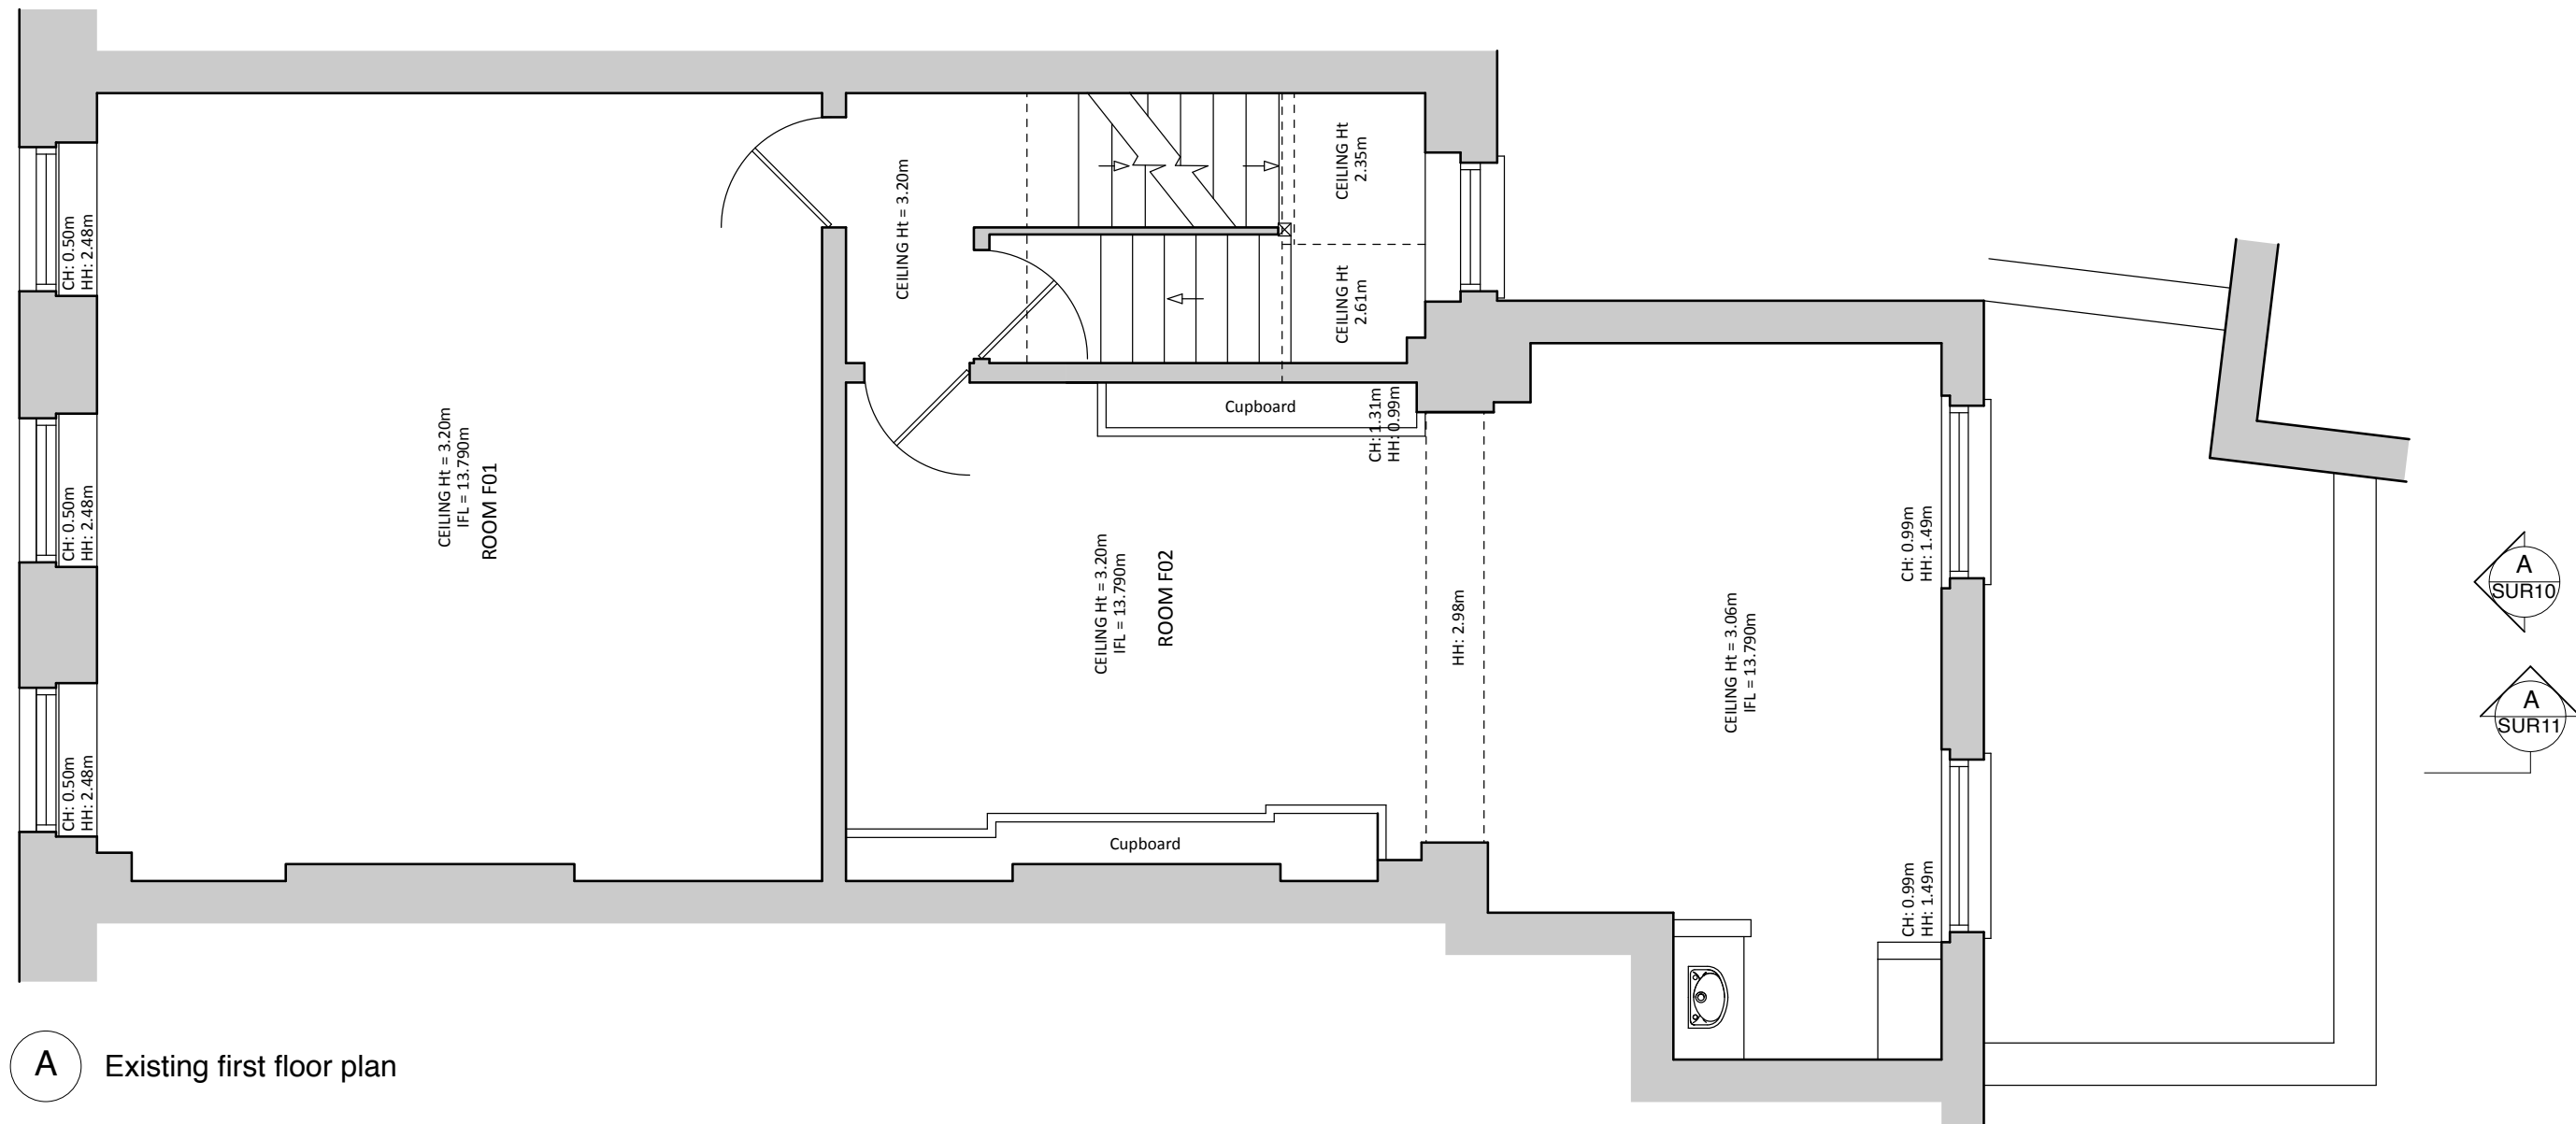 CH: 0.50m
HH: 2.48m
CH: 0.50m
HH: 2.48m
CH: 0.50m
HH: 2.48m
CEILING Ht = 3.20m
IFL = 13.790m
ROOM F01
CEILING Ht = 3.20m
CEILING Ht
2.35m
CEILING Ht
2.61m
Cupboard
CH: 1.31m
HH: 0.99m
CEILING Ht = 3.20m
IFL = 13.790m
ROOM F02
HH: 2.98m
Cupboard
CEILING Ht = 3.06m
IFL = 13.790m
CH: 0.99m
HH: 1.49m
CH: 0.99m
HH: 1.49m
A
SUR10
A
SUR11
A
Existing first floor plan